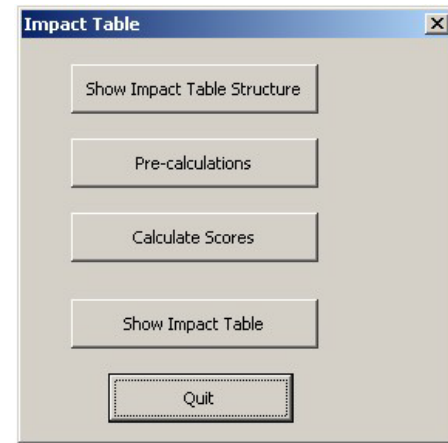 Impact Table
Show Impact Table Structure
Pre-calculations
Calculate Scores
Show Impact Table
Quit